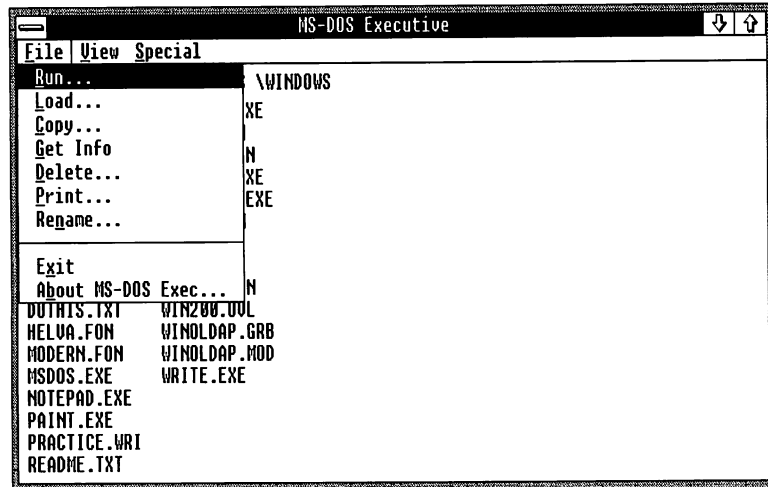 MS-DOS Executive
File View Special
Run... \WINDOWS
Load... XE
Copy...
Get Info N
Delete... XE
Print... EXE
Rename...
Exit
About MS-DOS Exec... N
DOTHIS.TXT WIN200.OVL
HELVA.FON WINOLDAP.GRB
MODERN.FON WINOLDAP.MOD
MSDOS.EXE WRITE.EXE
NOTEPAD.EXE
PAINT.EXE
PRACTICE.WRI
README.TXT